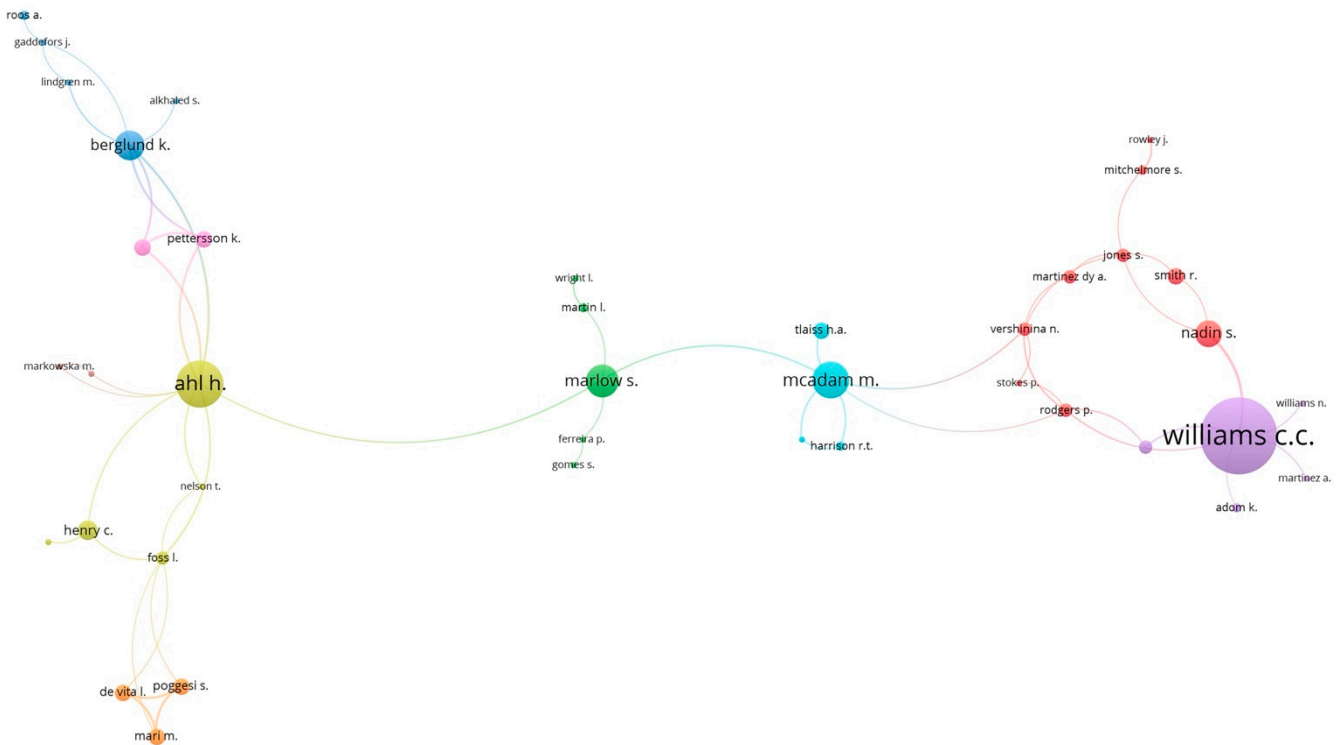 roos a.
gaddefors j.
lindgren m.
alkhaled s.
berglund k.
rowley j.
mitchelmore s.
pettersson k.
jones s.
martinez dy a.
smith r.
wright l.
martin l.
tlaiss h.a.
vershinina n.
nadin s.
markowska m.
ahl h.
marlow s.
mcadam m.
stokes p.
williams n.
rodgers p.
williams c.c.
ferreira p.
harrison r.t.
gomes s.
martinez a.
nelson t.
adom k.
henry c.
foss l.
de vita l.
poggesi s.
mari m.